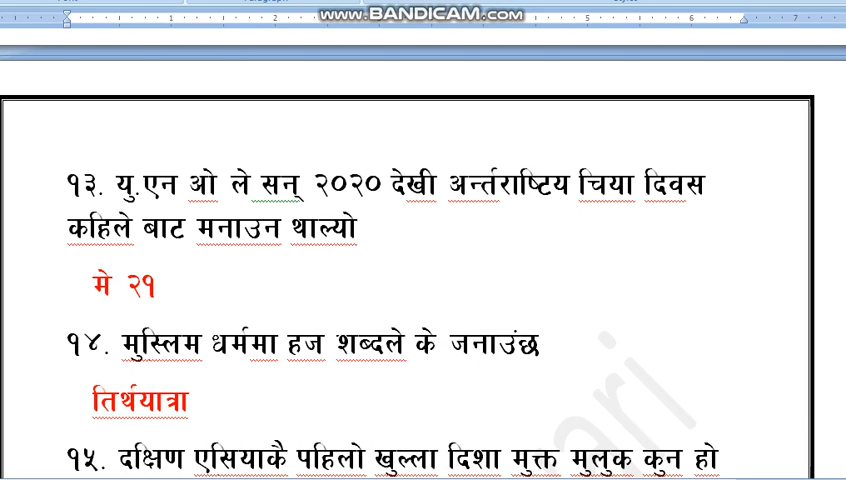 www.BANDICAM.com
१३. यु.एन ओ ले सन् २०२० देखी अर्न्तराष्टिय चिया दिवस
कहिले बाट मनाउन थाल्यो
मे २१
१४. मुस्लिम धर्ममा हज शब्दले के जनाउंछ
तिर्थयात्रा
१५. दक्षिण एसियाकै पहिलो खुल्ला दिशा मुक्त मुलुक कुन हो